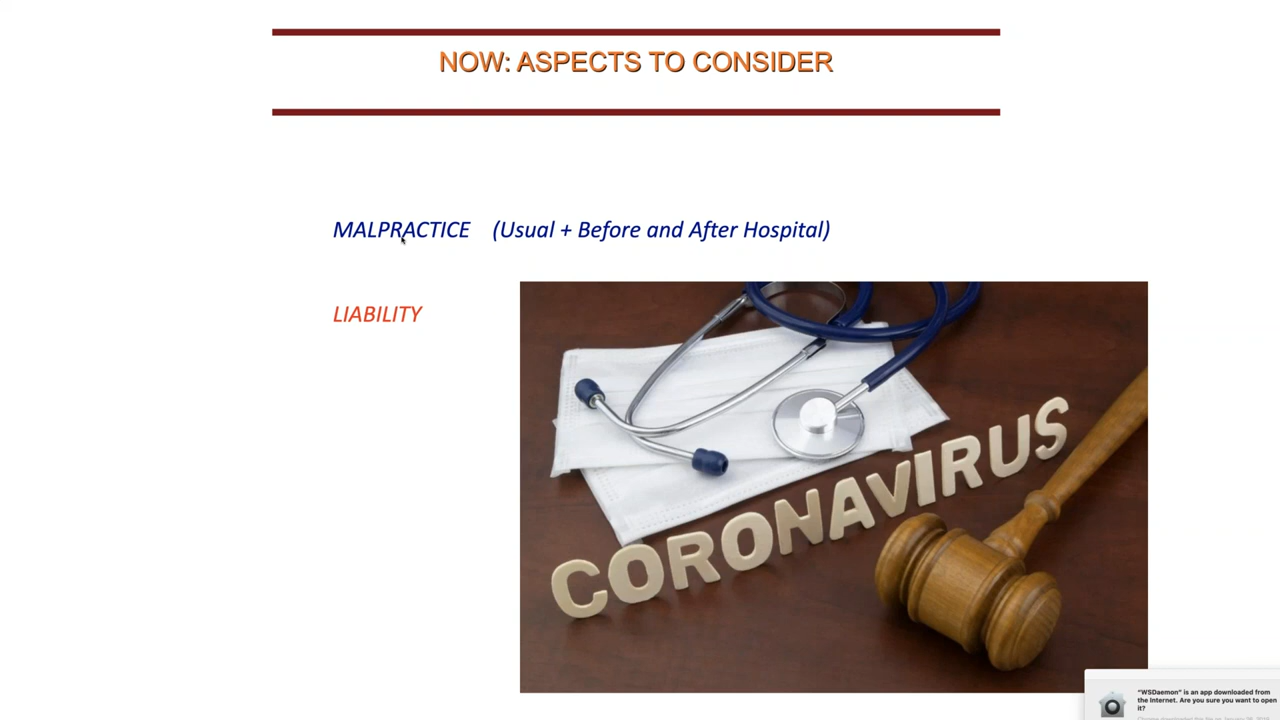 NOW: ASPECTS TO CONSIDER
MALPRACTICE (Usual + Before and After Hospital)
LIABILITY
CORONAVIRUS
“WSDaemon” is an app downloaded from
the Internet. Are you sure you want to open
it?